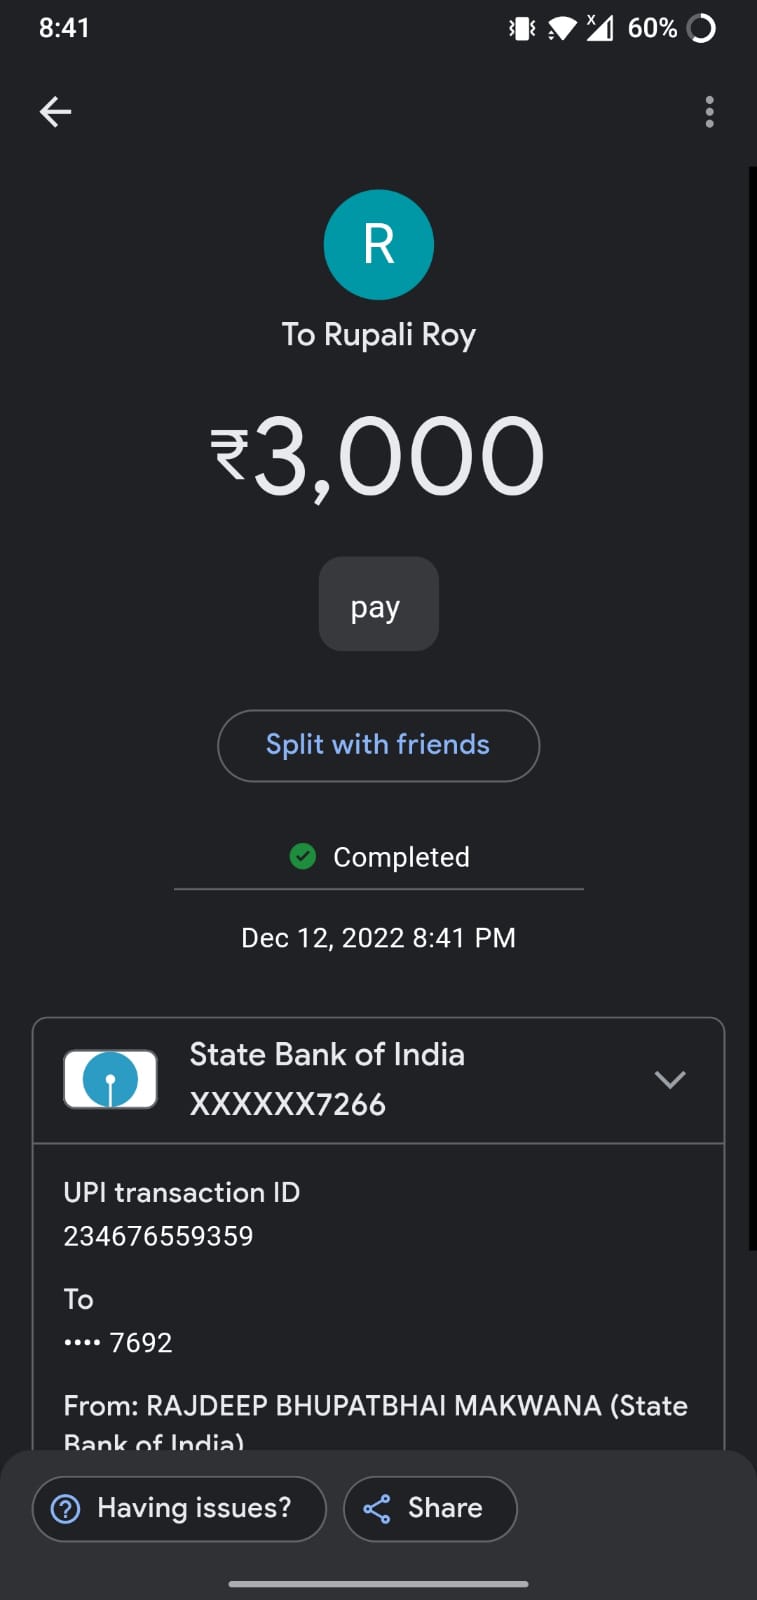 8:41
x 60%
R
To Rupali Roy
₹3,000
pay
Split with friends
Completed
Dec 12, 2022 8:41 PM
State Bank of India
XXXXXX7266
UPI transaction ID
234676559359
To
•••• 7692
From: RAJDEEP BHUPATBHAI MAKWANA (State
Bank of India)
Having issues?
Share